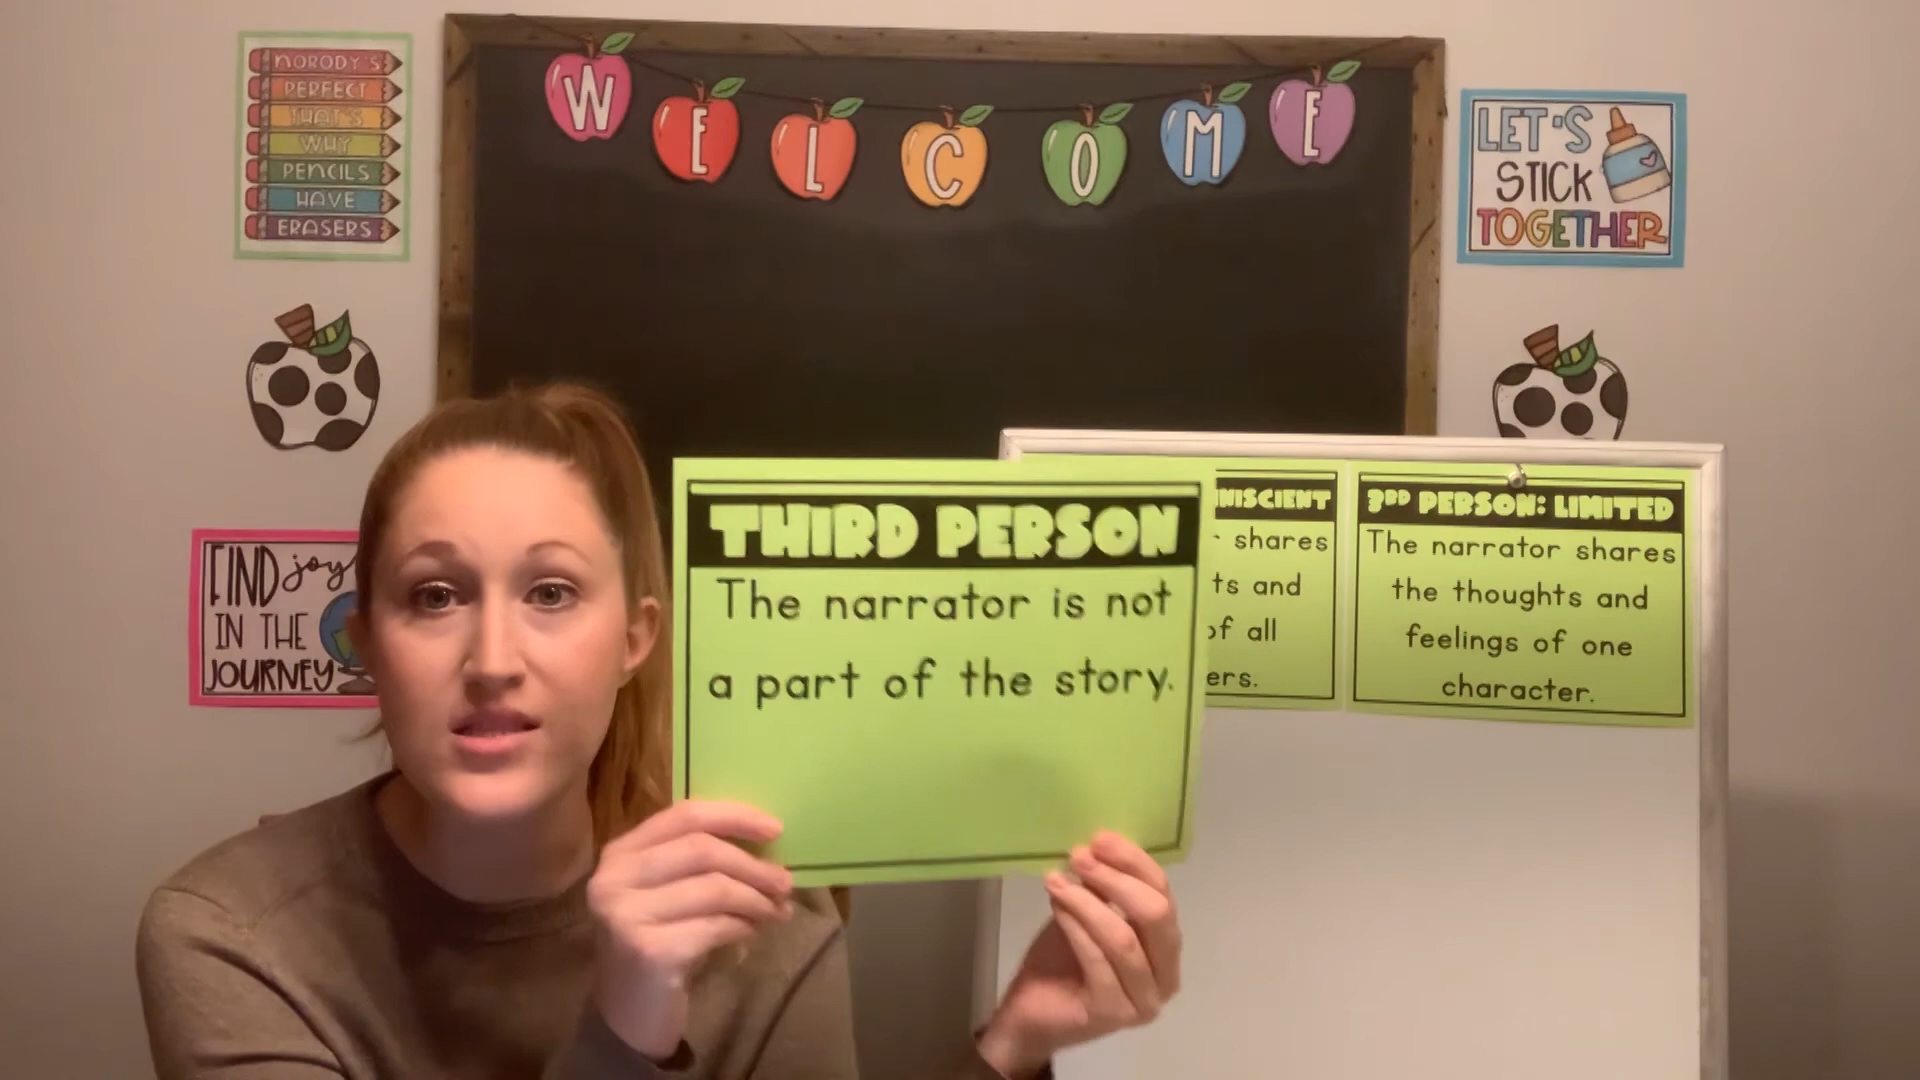 NOBODY'S
PERFECT
THAT'S
WHY
PENCILS
HAVE
ERASERS
WELCOME
LET'S
STICK
TOGETHER
FIND joy
IN THE
JOURNEY
THIRD PERSON
The narrator is not
a part of the story.
shares
and
of all
3RD PERSON: LIMITED
The narrator shares
the thoughts and
feelings of one
character.